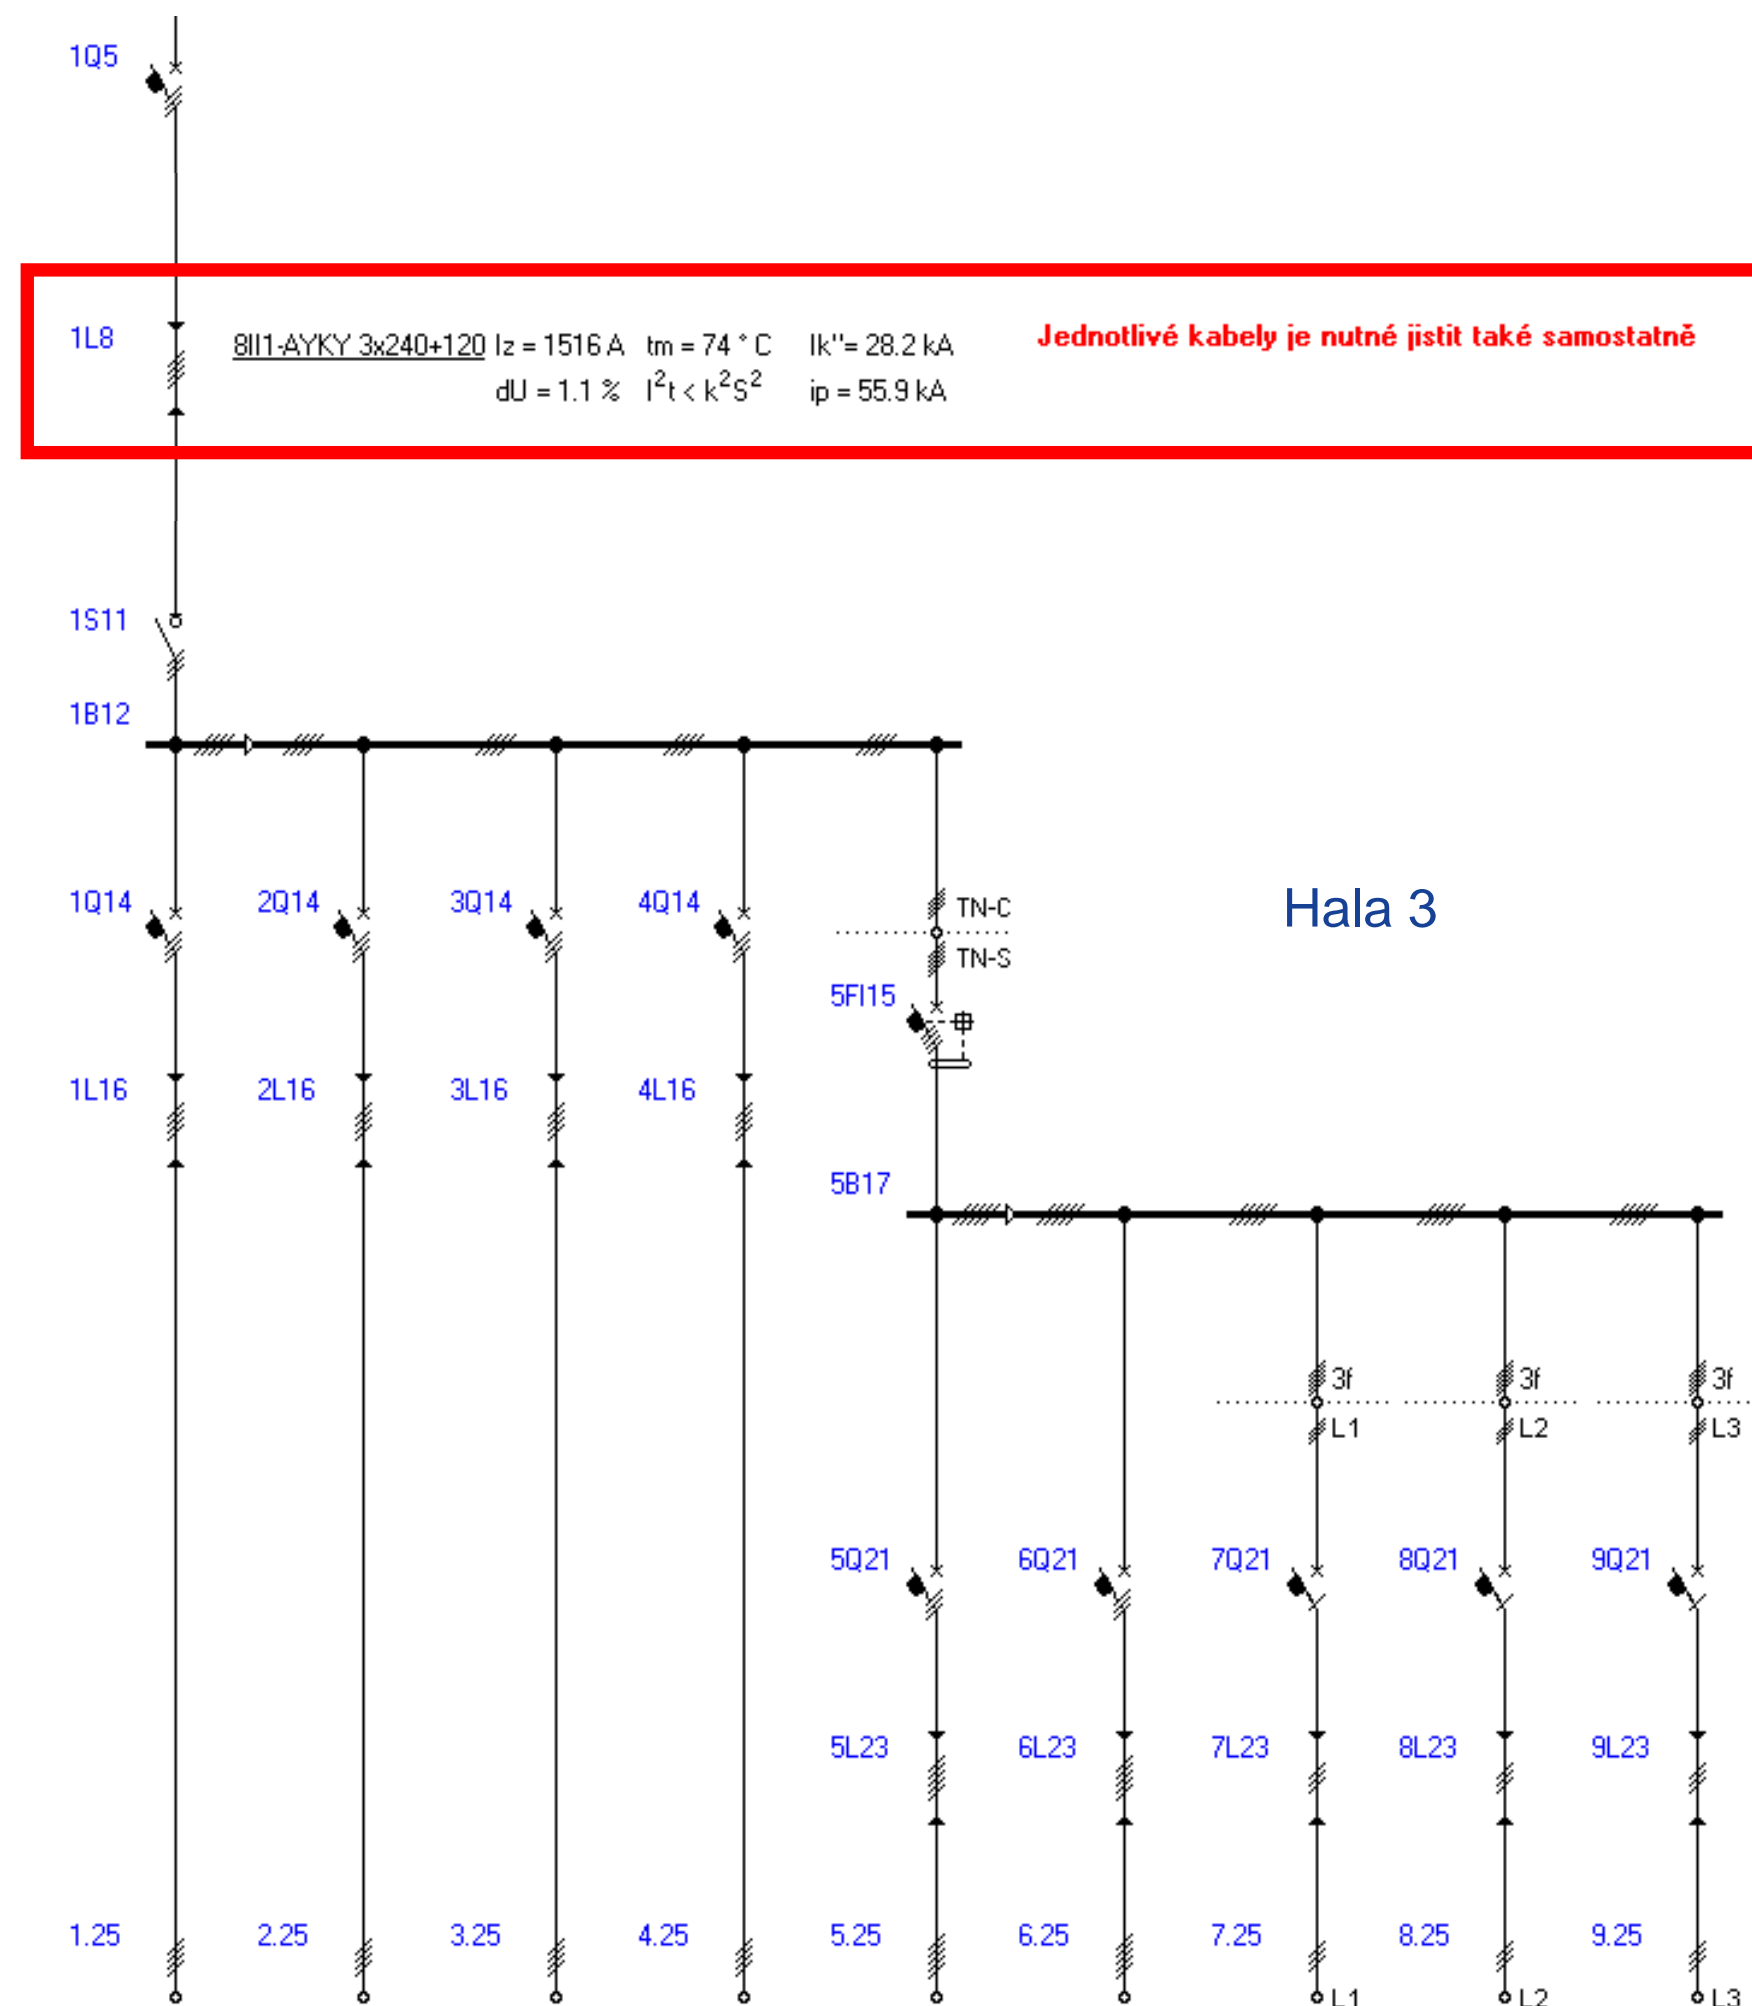 1Q5
1L8
8II1-AYKY 3x240+120 Iz = 1516 A tm = 74 ° C Ik"= 28.2 kA
dU = 1.1 % I²t < k²S² ip = 55.9 kA
Jednotlivé kabely je nutné jistit také samostatně
1S11
1B12
1Q14 2Q14 3Q14 4Q14
TN-C
Hala 3
TN-S
5FI15
1L16 2L16 3L16 4L16
5B17
3f 3f 3f
L1 L2 L3
5Q21 6Q21 7Q21 8Q21 9Q21
5L23 6L23 7L23 8L23 9L23
1.25 2.25 3.25 4.25 5.25 6.25 7.25 8.25 9.25
L1 L2 L3